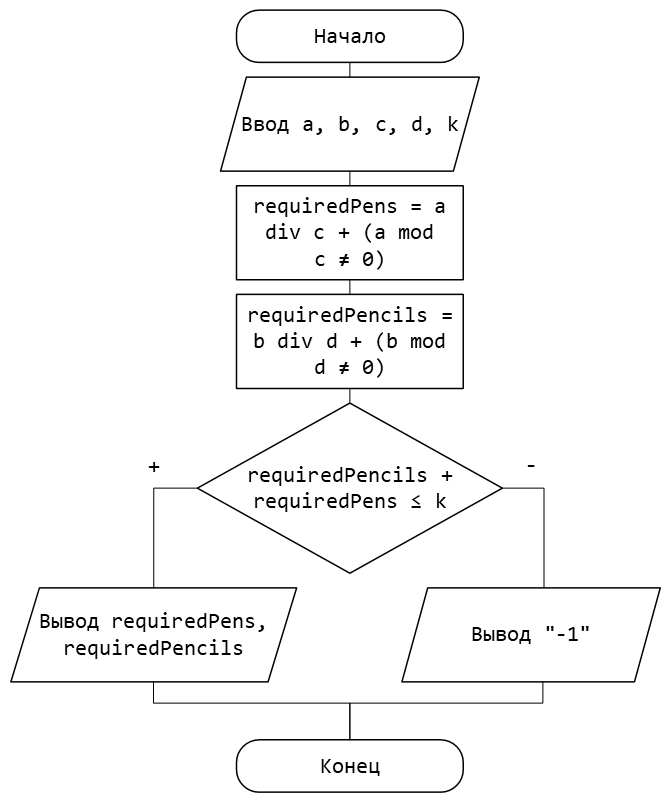 Начало
Ввод a, b, c, d, k
requiredPens = a
div c + (a mod
c ≠ 0)
requiredPencils =
b div d + (b mod
d ≠ 0)
+
-
requiredPencils +
requiredPens ≤ k
Вывод requiredPens,
requiredPencils
Вывод "-1"
Конец